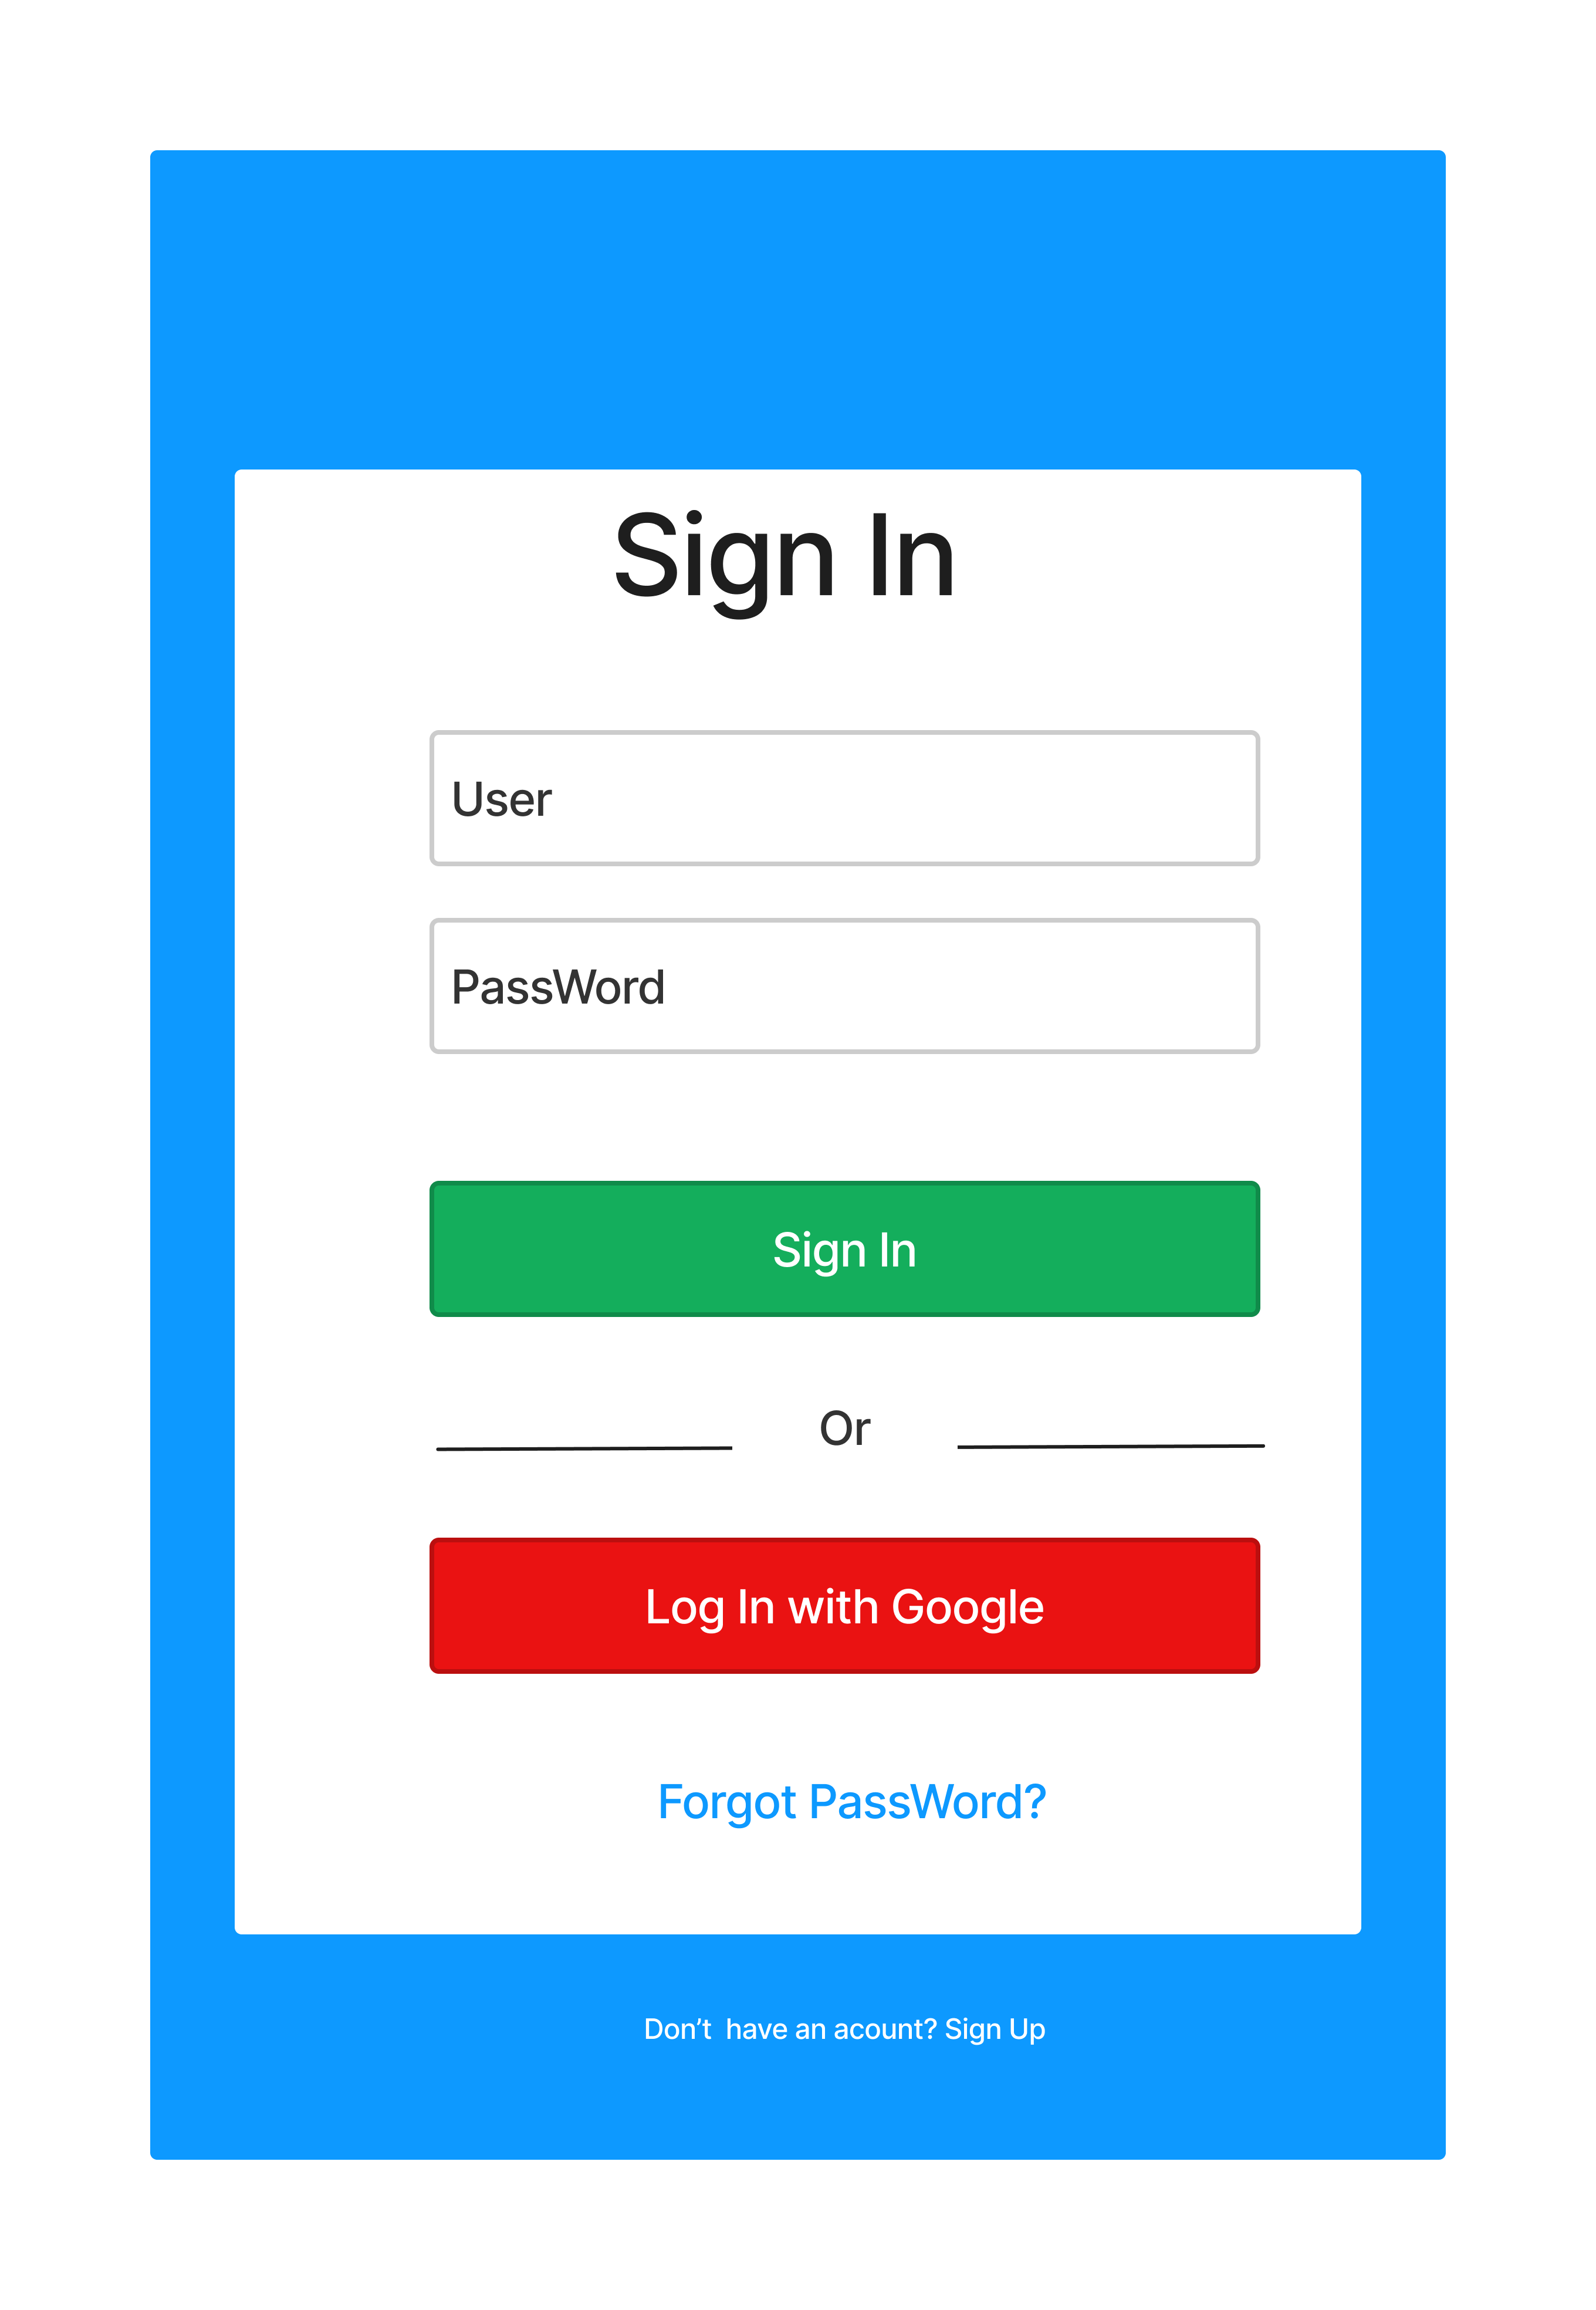 Sign In
User
PassWord
Sign In
Or
Log In with Google
Forgot PassWord?
Don’t  have an acount? Sign Up